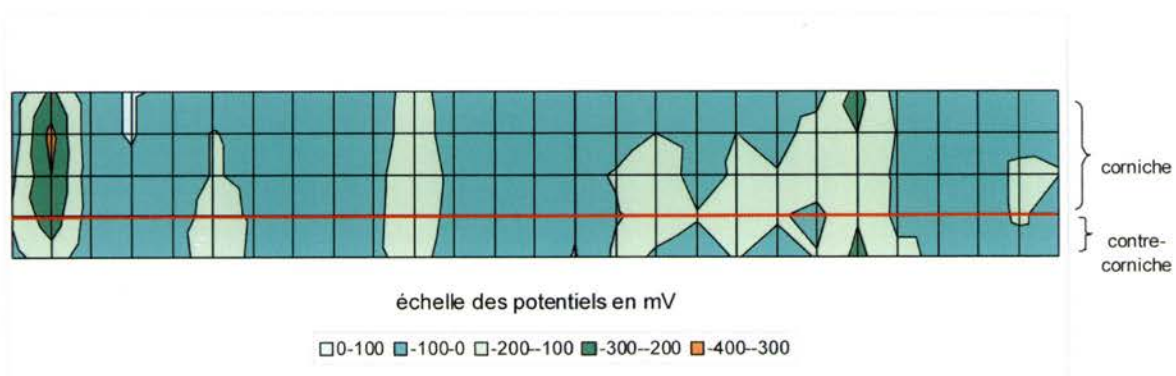 corniche
contre-
corniche
échelle des potentiels en mV
0-100 -100-0 -200--100 -300--200 -400--300